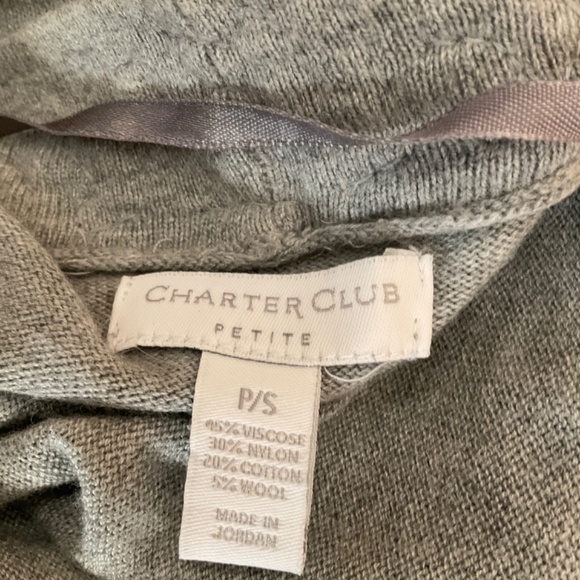 CHARTER CLUB
PETITE
P/S
45% VISCOSE
30% NYLON
20% COTTON
5% WOOL
MADE IN
JORDAN